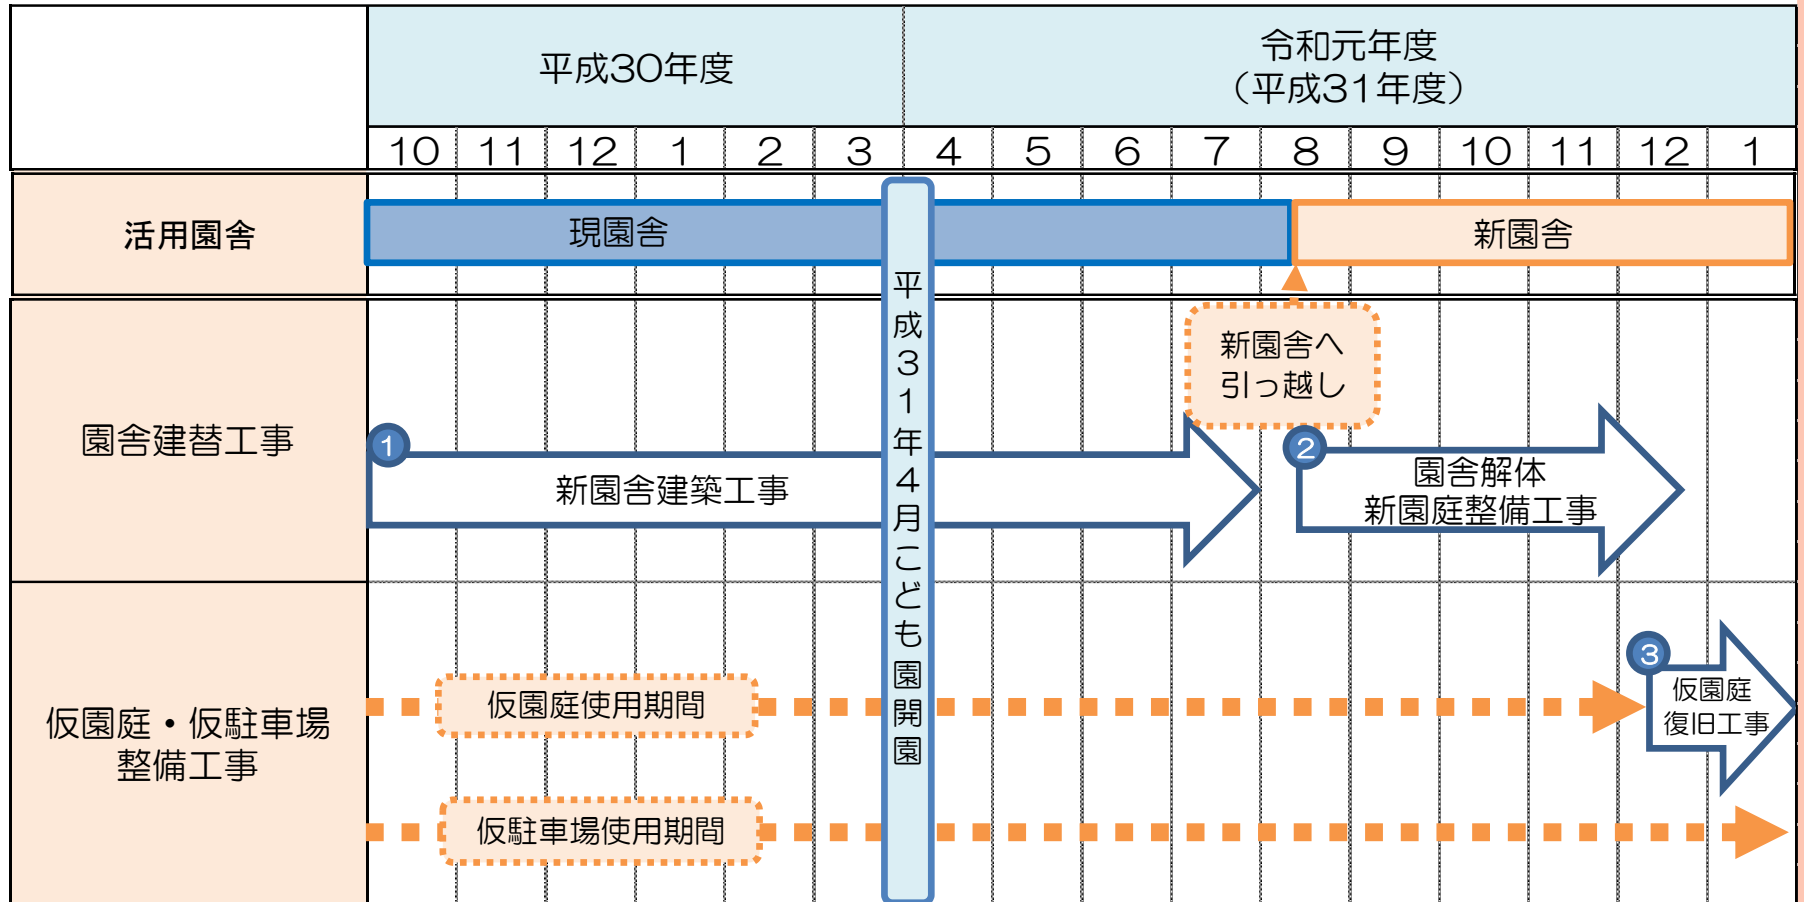 平成30年度
令和元年度
（平成31年度）
10 11 12 1 2 3 4 5 6 7 8 9 10 11 12 1
活用園舎
現園舎
新園舎
平成31年4月こども園開園
新園舎へ
引っ越し
園舎建替工事
1
新園舎建築工事
2
園舎解体
新園庭整備工事
仮園庭・仮駐車場
整備工事
仮園庭使用期間
3
仮園庭
復旧工事
仮駐車場使用期間